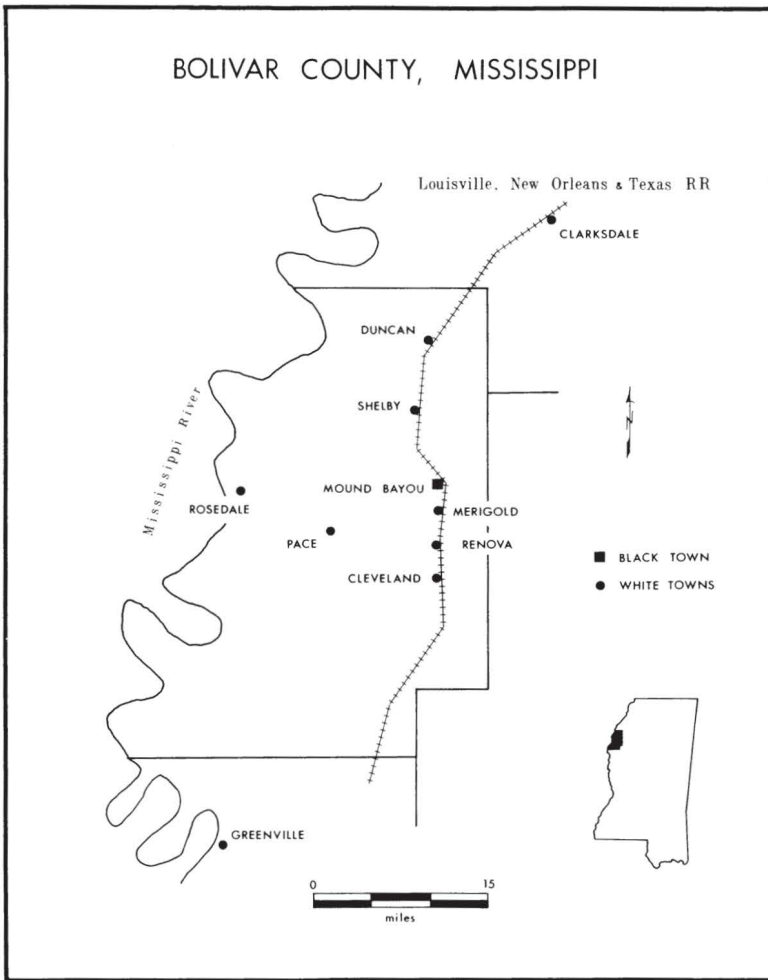 BOLIVAR COUNTY, MISSISSIPPI
Louisville, New Orleans & Texas RR
CLARKSDALE
DUNCAN
SHELBY
Mississippi River
N
MOUND BAYOU
ROSEDALE
MERIGOLD
PACE
RENOVA
BLACK TOWN
CLEVELAND
WHITE TOWNS
GREENVILLE
0 15
miles